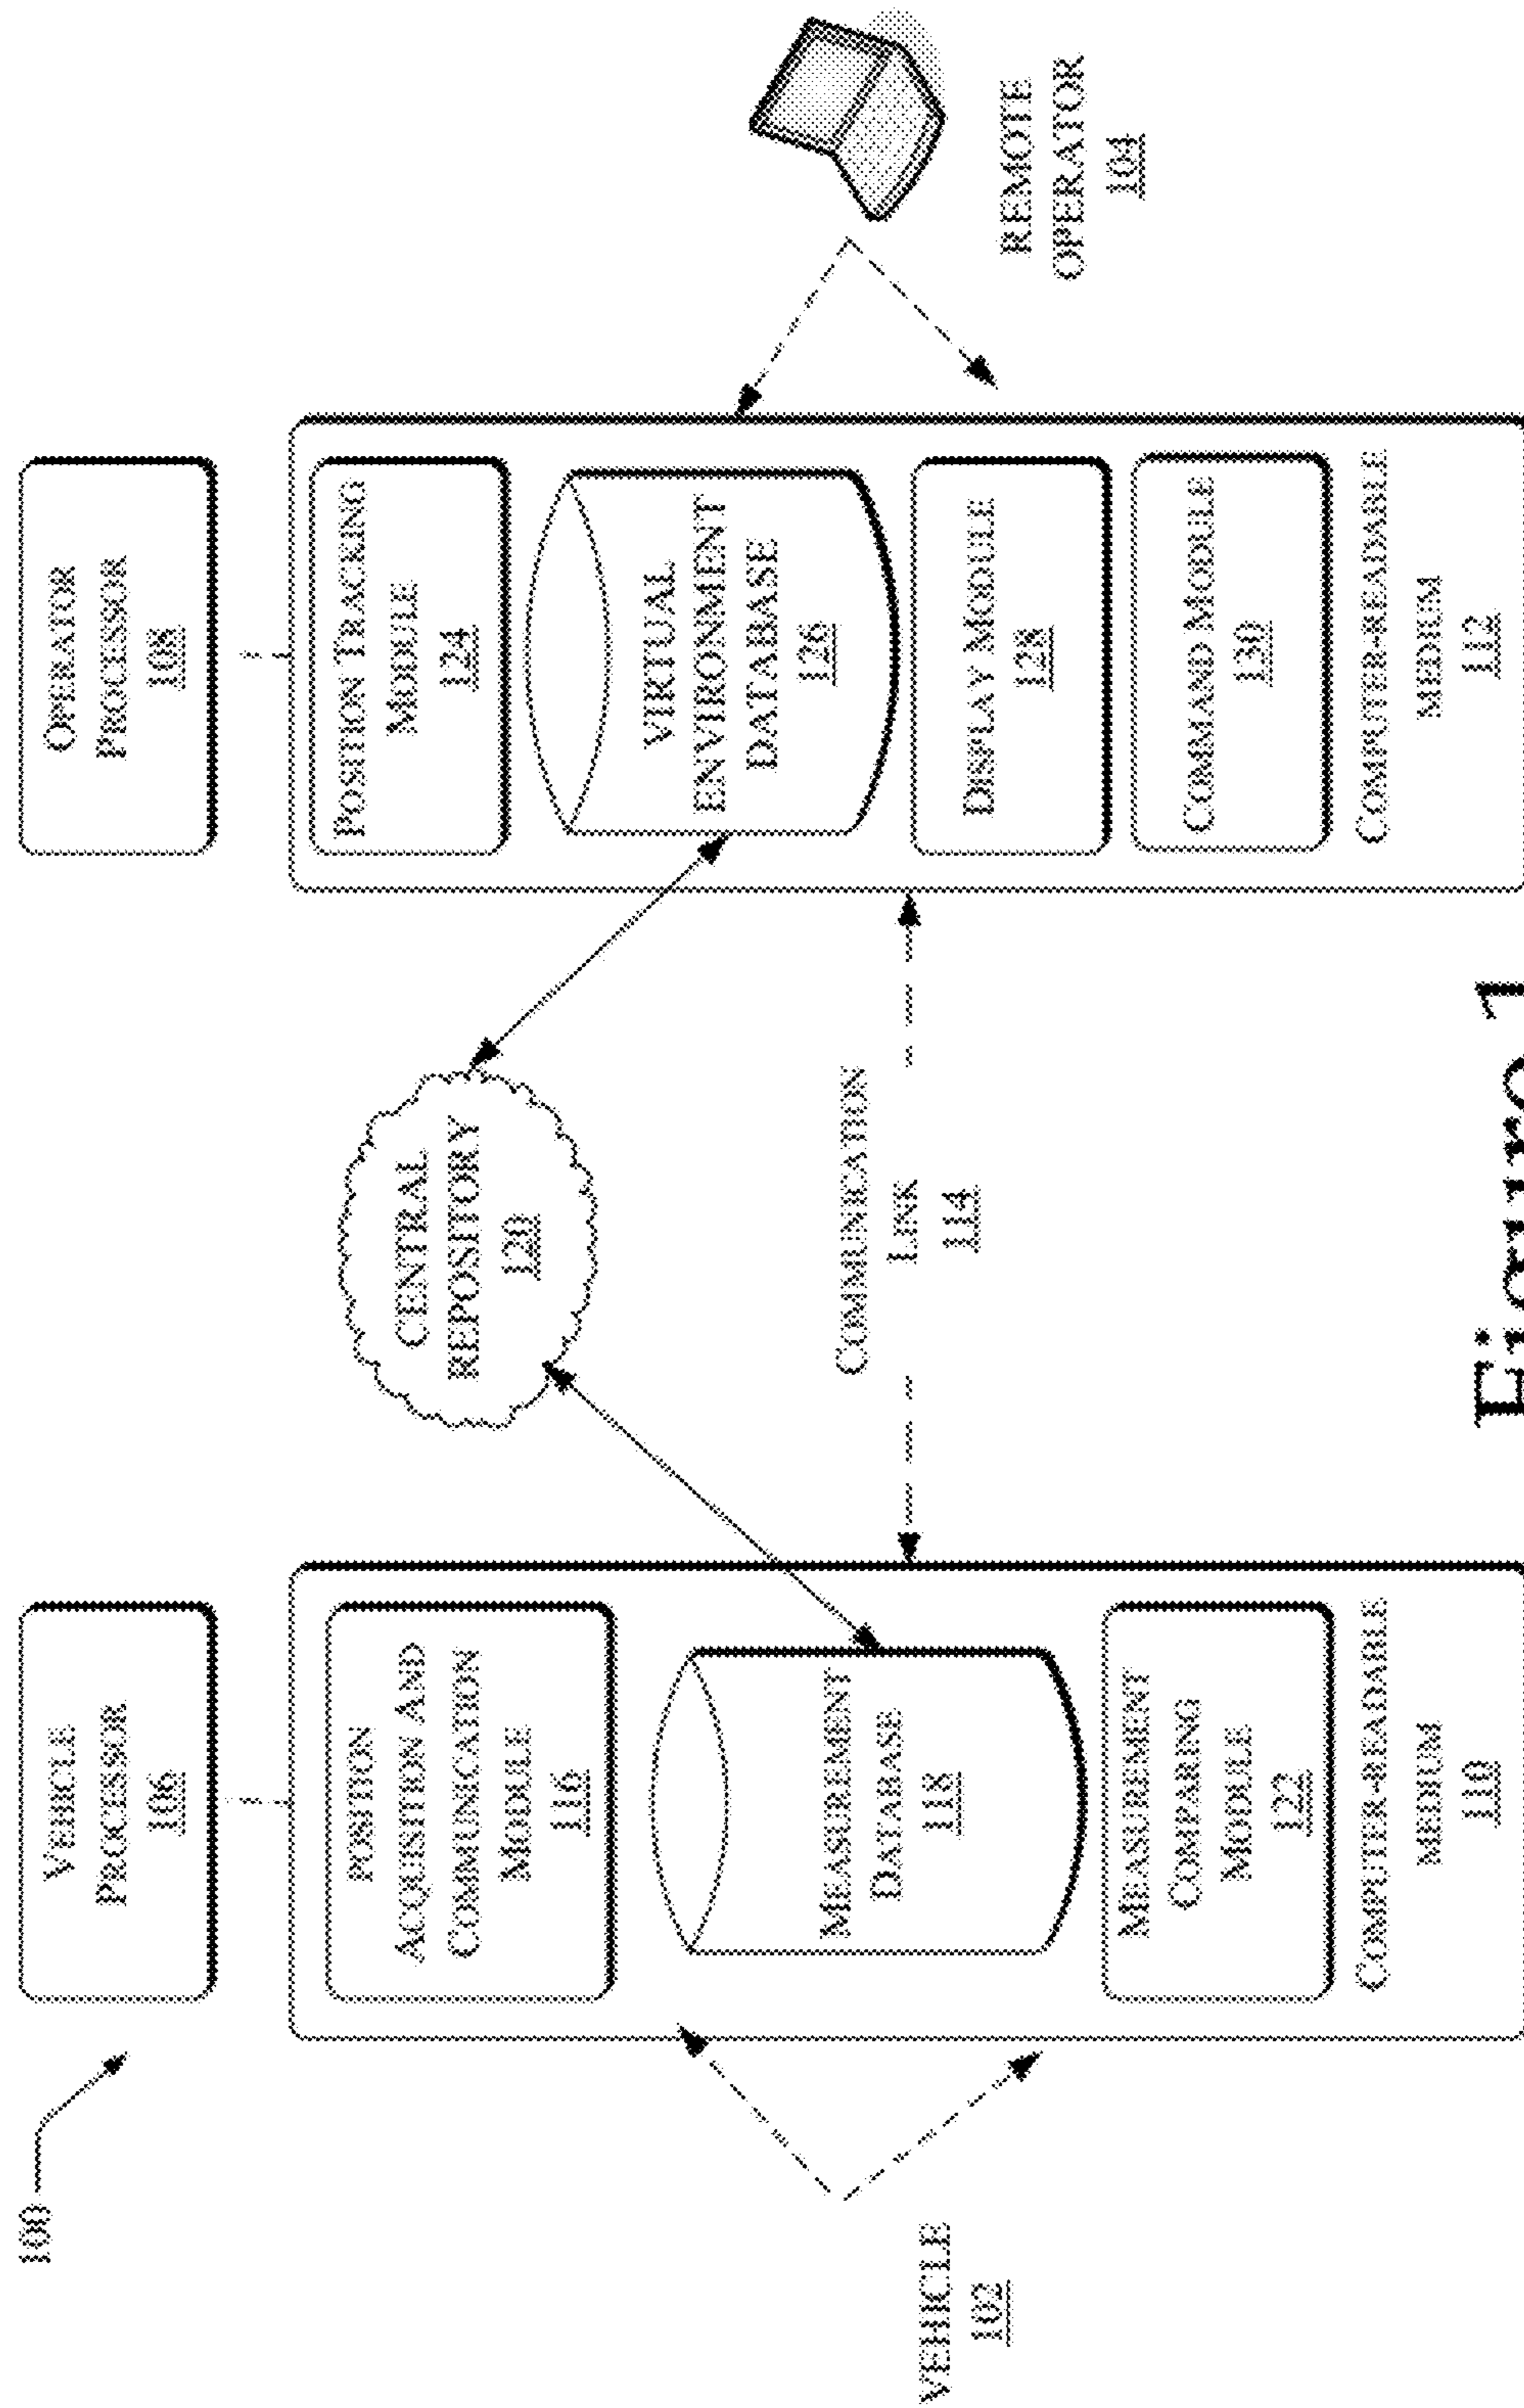 100
VEHICLE
102
VEHICLE
PROCESSOR
106
POSITION
ACQUISITION AND
COMMUNICATION
MODULE
116
MEASUREMENT
DATABASE
118
MEASUREMENT
COMPARING
MODULE
122
COMPUTER-READABLE
MEDIUM
110
CENTRAL
REPOSITORY
120
COMMUNICATION
LINK
114
OPERATOR
PROCESSOR
108
POSITION TRACKING
MODULE
124
VIRTUAL
ENVIRONMENT
DATABASE
126
DISPLAY MODULE
128
COMMAND MODULE
130
COMPUTER-READABLE
MEDIUM
112
REMOTE
OPERATOR
104
Figure 1